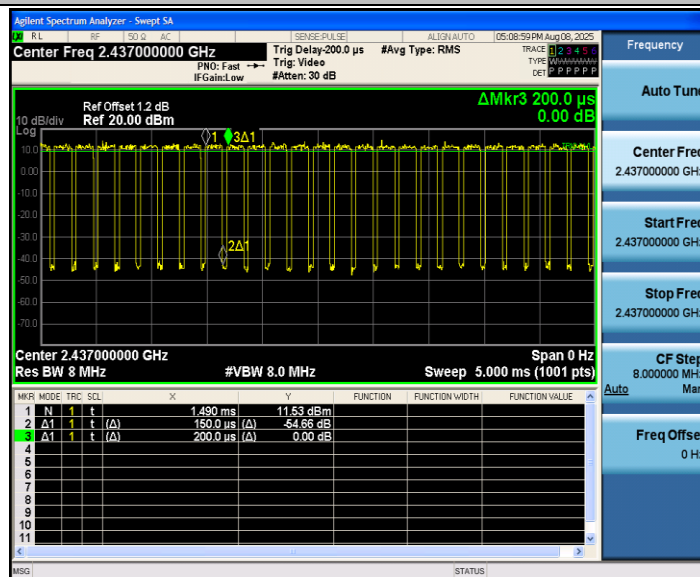 Agilent Spectrum Analyzer - Swept SA
RL RF 50 Ω AC SENSE:PULSE ALIGN AUTO 05:08:59 PM Aug 08, 2025
Center Freq 2.437000000 GHz
PNO: Fast
IFGain:Low
Trig Delay-200.0 µs
Trig: Video
#Atten: 30 dB
#Avg Type: RMS
TRACE 1 2 3 4 5 6
TYPE
DET P P P P P P
Ref Offset 1.2 dB
10 dB/div Ref 20.00 dBm
Log
ΔMkr3 200.0 µs
0.00 dB
1 3Δ1
10.0
0.00
-10.0
-20.0
-30.0
2Δ1
-40.0
-50.0
-60.0
-70.0
Center 2.437000000 GHz Span 0 Hz
Res BW 8 MHz #VBW 8.0 MHz Sweep 5.000 ms (1001 pts)
MKR MODE TRC SCL X Y FUNCTION FUNCTION WIDTH FUNCTION VALUE
1 N 1 t 1.490 ms 11.53 dBm
2 Δ1 1 t (Δ) 150.0 µs (Δ) -54.66 dB
3 Δ1 1 t (Δ) 200.0 µs (Δ) 0.00 dB
4
5
6
7
8
9
10
11
MSG STATUS
Frequency
Auto Tune
Center Freq
2.437000000 GHz
Start Freq
2.437000000 GHz
Stop Freq
2.437000000 GHz
CF Step
8.000000 MHz
Auto Man
Freq Offset
0 Hz